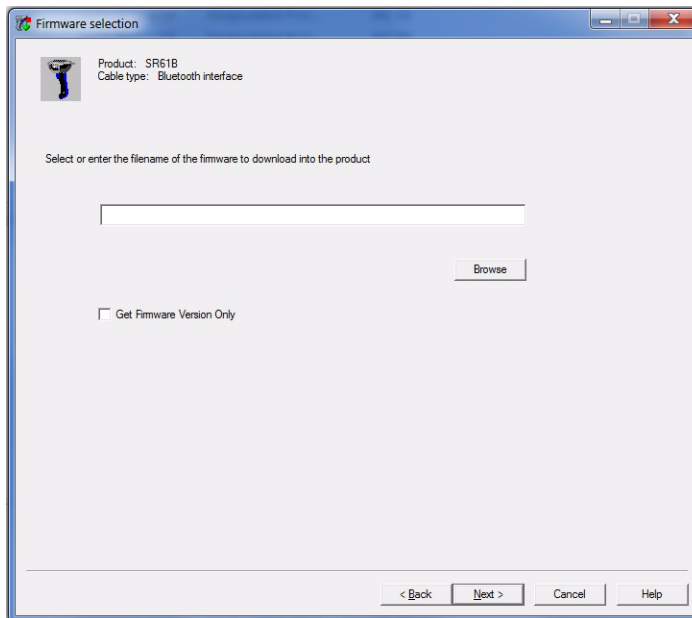 Firmware selection
Product: SR61B
Cable type: Bluetooth interface
Select or enter the filename of the firmware to download into the product
Browse
Get Firmware Version Only
< Back
Next >
Cancel
Help